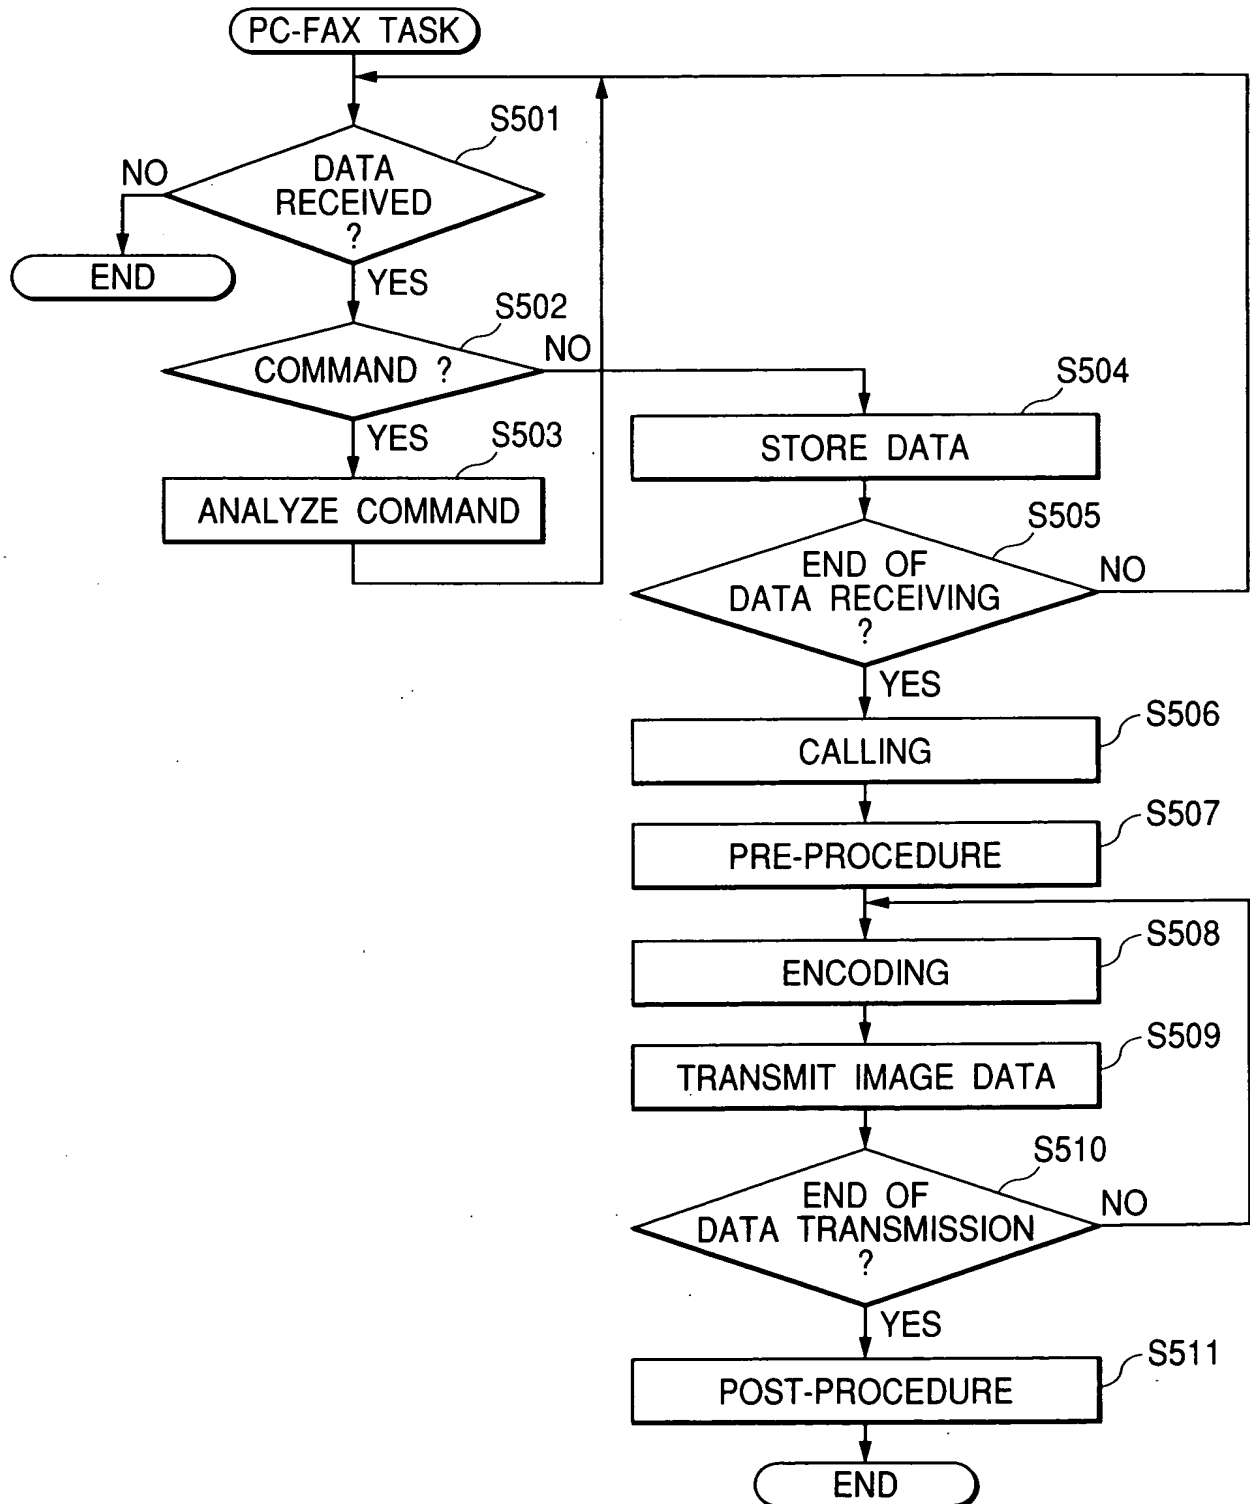 PC-FAX TASK
S501
DATA
RECEIVED
?
NO
END
YES
S502
COMMAND ?
NO
YES
S503
ANALYZE COMMAND
S504
STORE DATA
S505
END OF
DATA RECEIVING
?
NO
YES
S506
CALLING
S507
PRE-PROCEDURE
S508
ENCODING
S509
TRANSMIT IMAGE DATA
S510
END OF
DATA TRANSMISSION
?
NO
YES
S511
POST-PROCEDURE
END